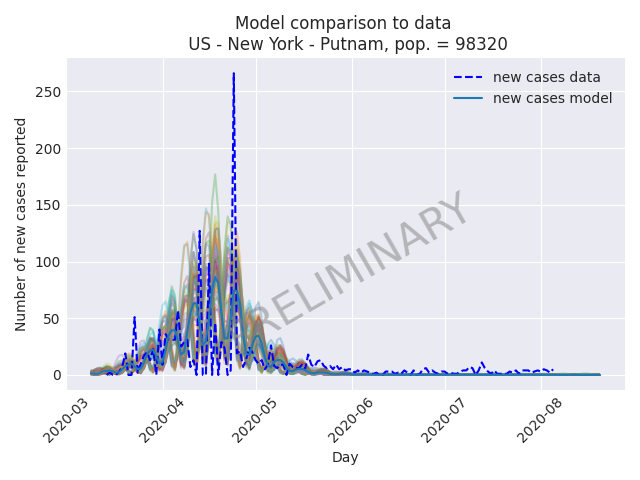 Model comparison to data
US - New York - Putnam, pop. = 98320
new cases data
new cases model
PRELIMINARY
Number of new cases reported
250
200
150
100
50
0
2020-03
2020-04
2020-05
2020-06
2020-07
2020-08
Day